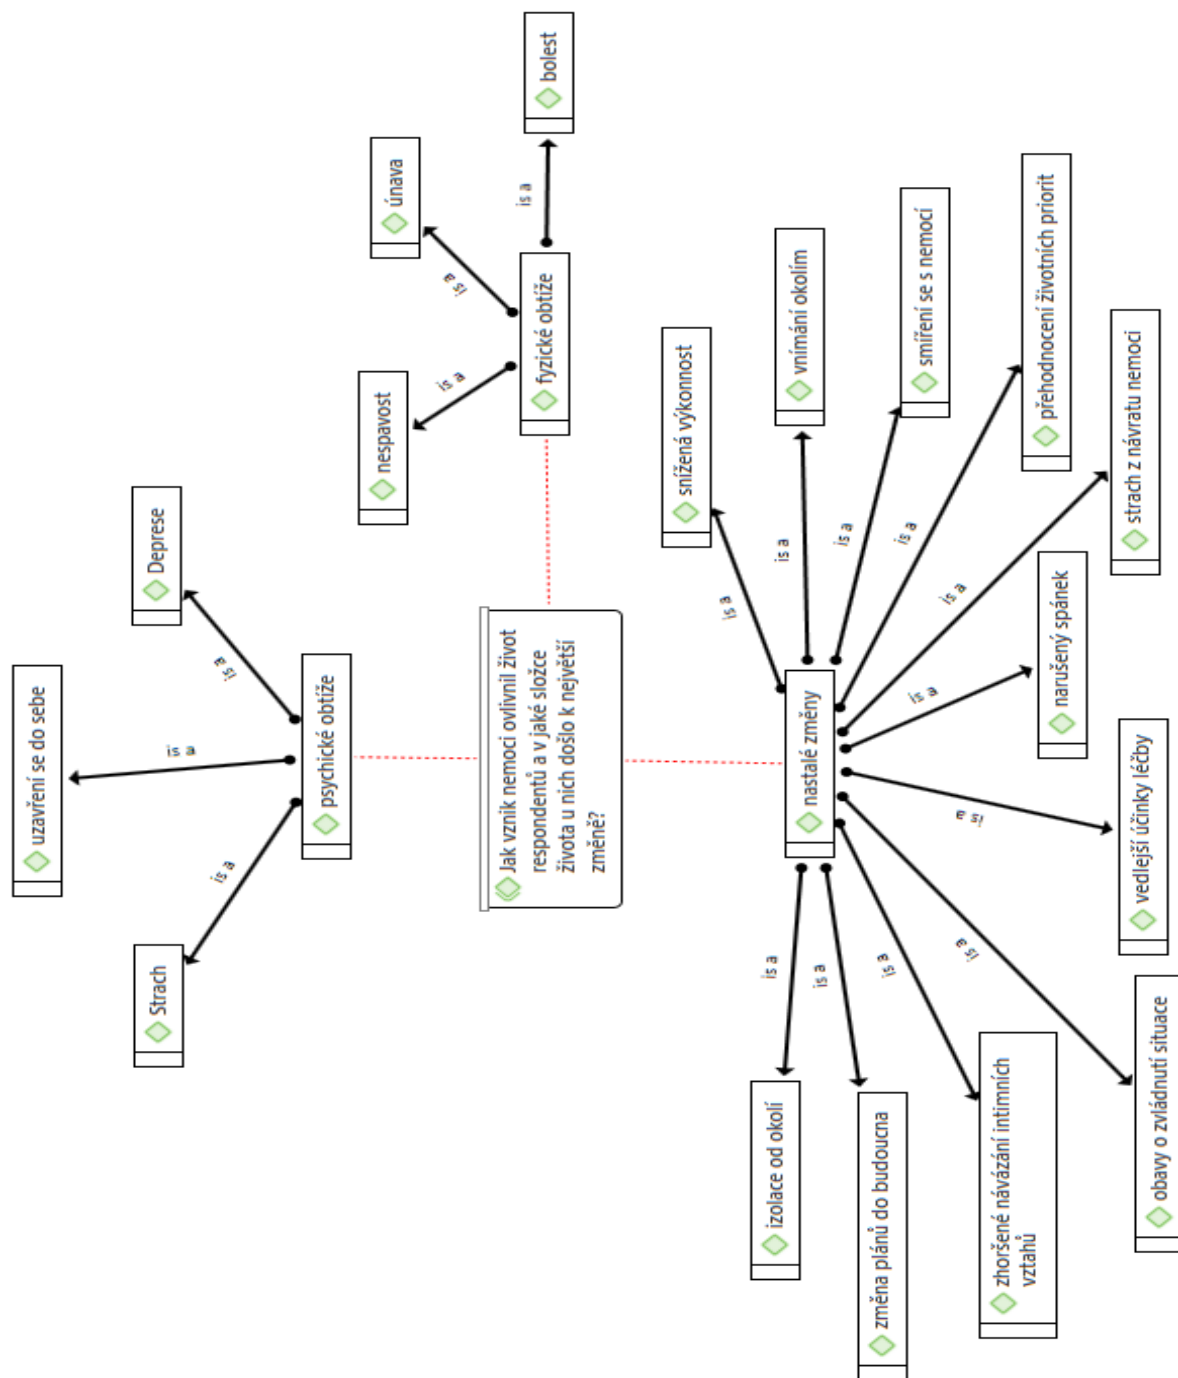 uzavření se do sebe
Strach
Deprese
is a
is a
is a
psychické obtíže
nespavost
únava
is a
is a
is a
bolest
fyzické obtíže
Jak vznik nemoci ovlivnil život
respondentů a v jaké složce
života u nich došlo k největší
změně?
snížená výkonnost
is a
izolace od okolí
is a
nastalé změny
is a
vnímání okolím
změna plánů do budoucna
is a
is a
smíření se s nemocí
zhoršené návázání intimních
vztahů
is a
is a
přehodnocení životních priorit
is a
is a
is a
is a
narušený spánek
strach z návratu nemoci
vedlejší účinky léčby
obavy o zvládnutí situace